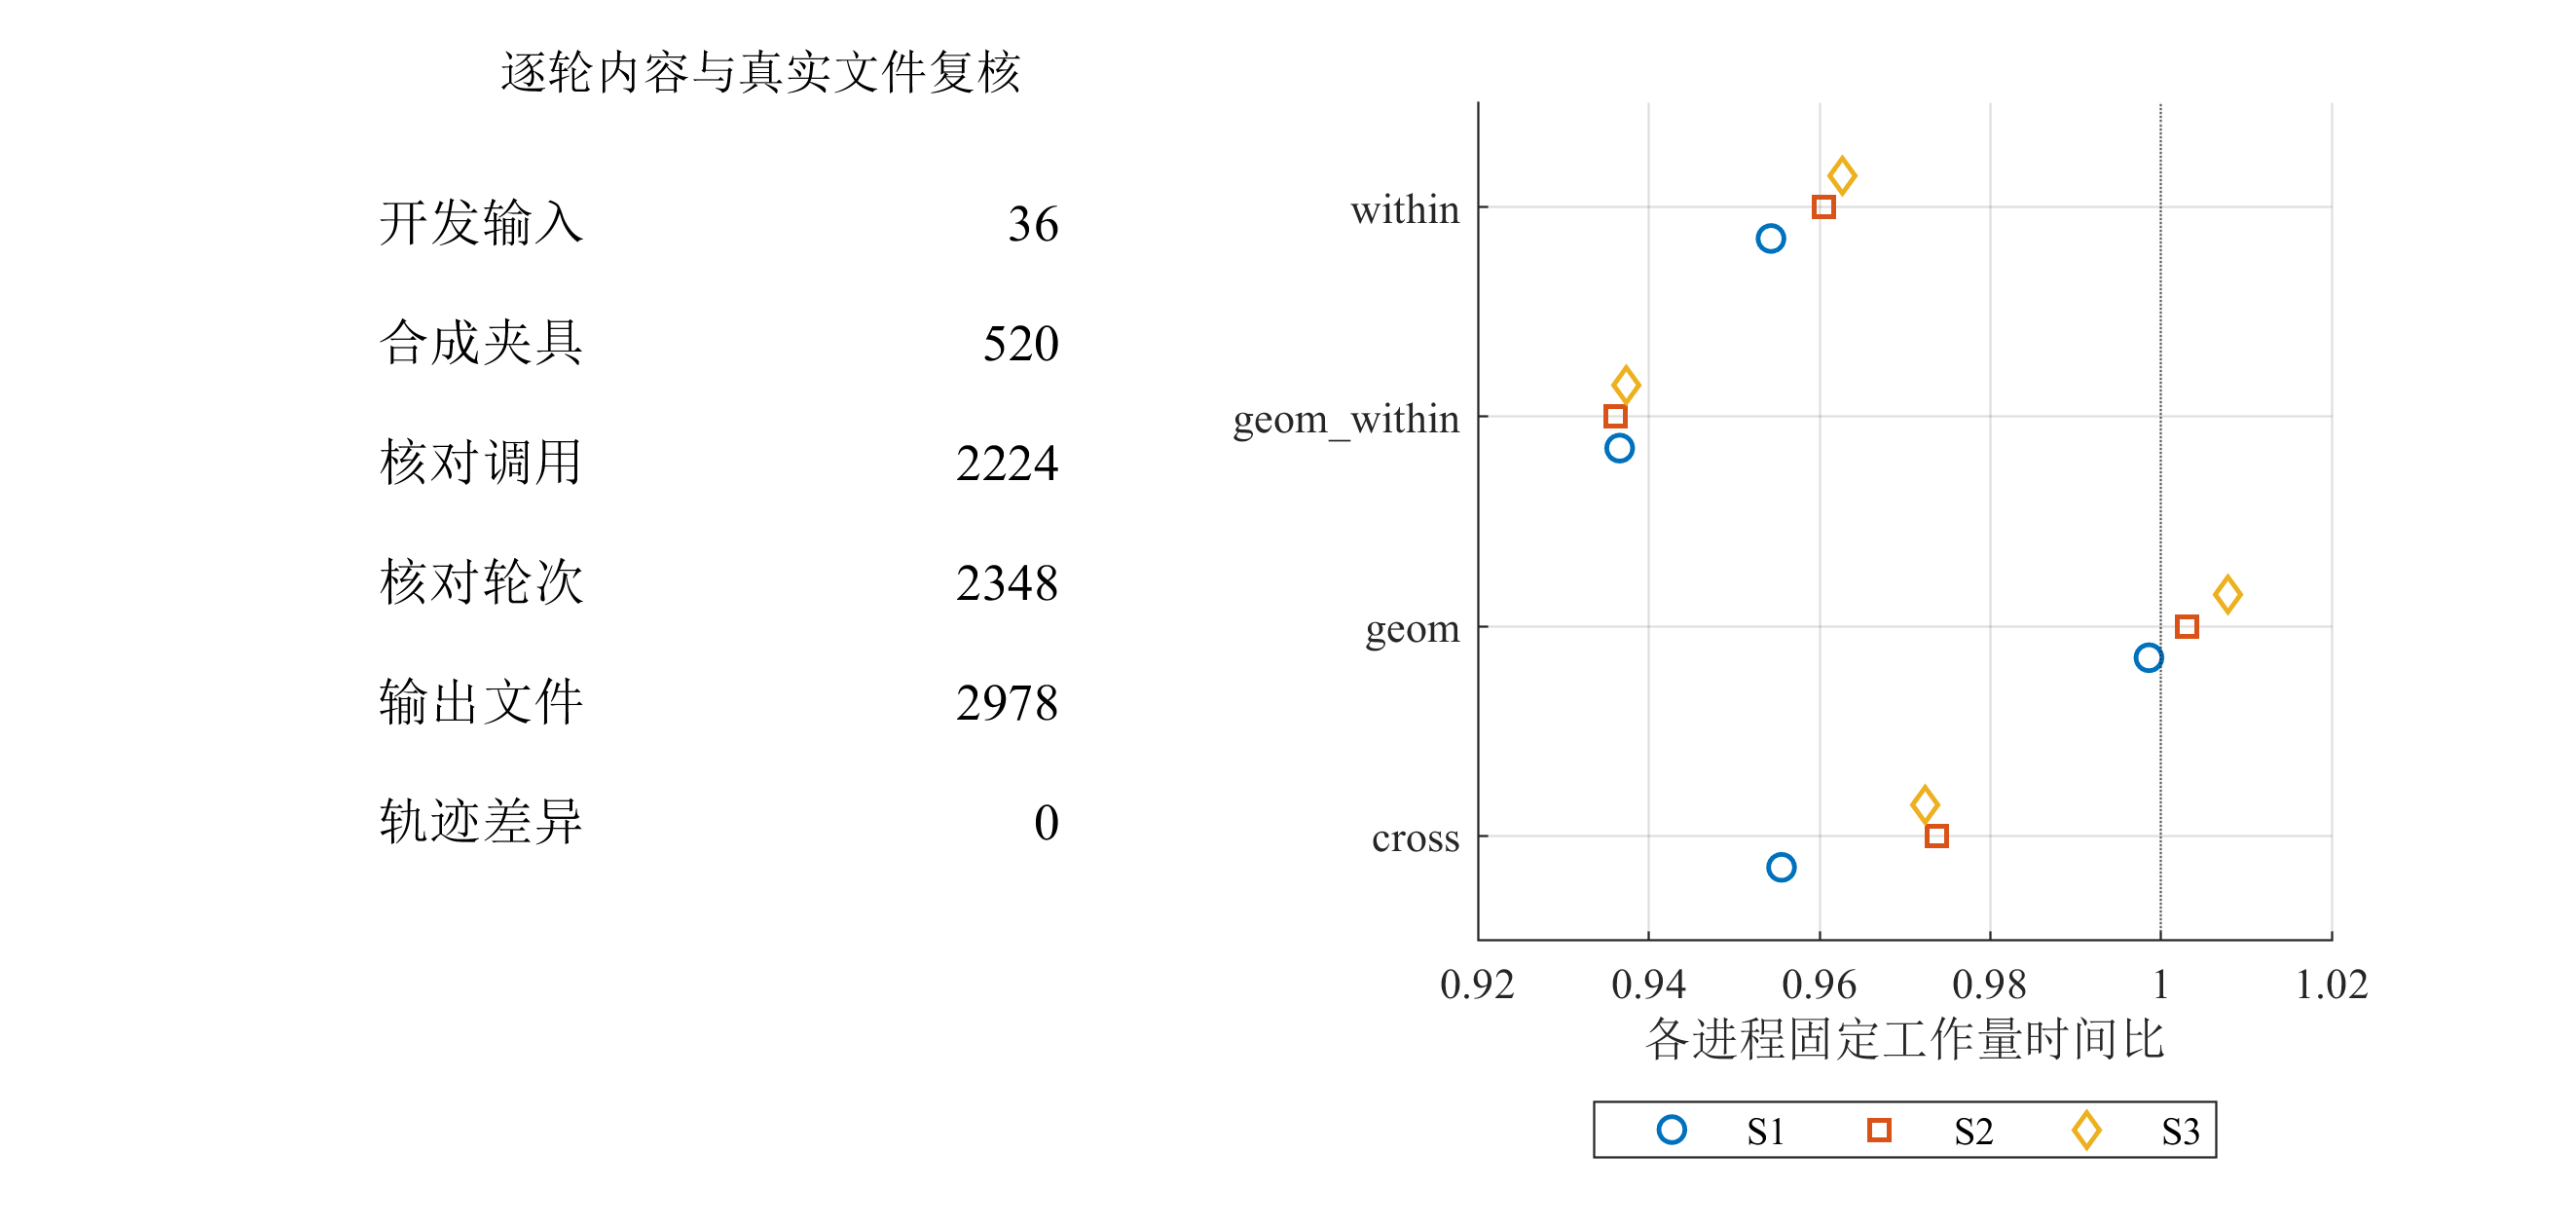 逐轮内容与真实文件复核
开发输入 36
合成夹具 520
核对调用 2224
核对轮次 2348
输出文件 2978
轨迹差异 0
within
geom_within
geom
cross
0.92 0.94 0.96 0.98 1 1.02
各进程固定工作量时间比
S1 S2 S3